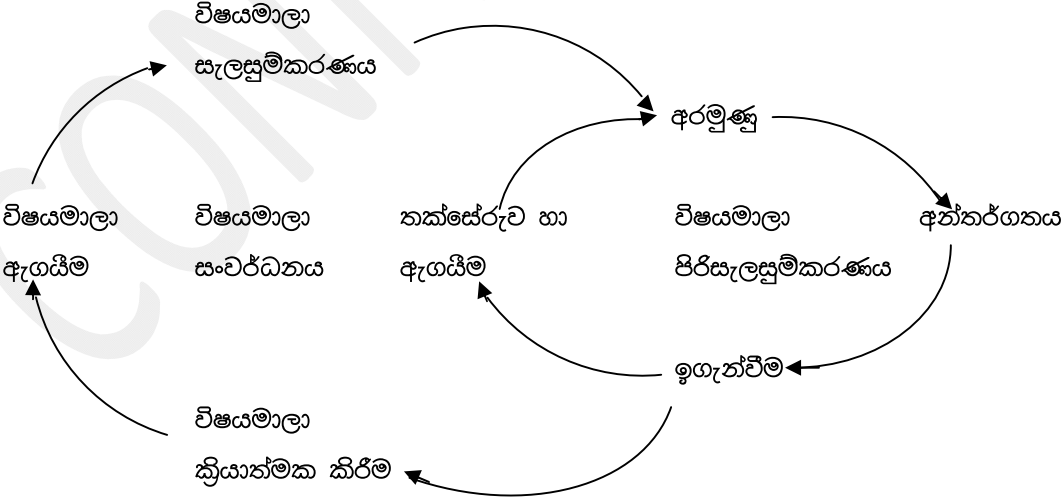 විෂයමාලා
සැලසුම්කරණය
අරමුණු
විෂයමාලා
ඇගයීම
විෂයමාලා
සංවර්ධනය
තක්සේරුව හා
ඇගයීම
විෂයමාලා
පිරිසැලසුම්කරණය
අන්තර්ගතය
ඉගැන්වීම
විෂයමාලා
ක්‍රියාත්මක කිරීම
CON